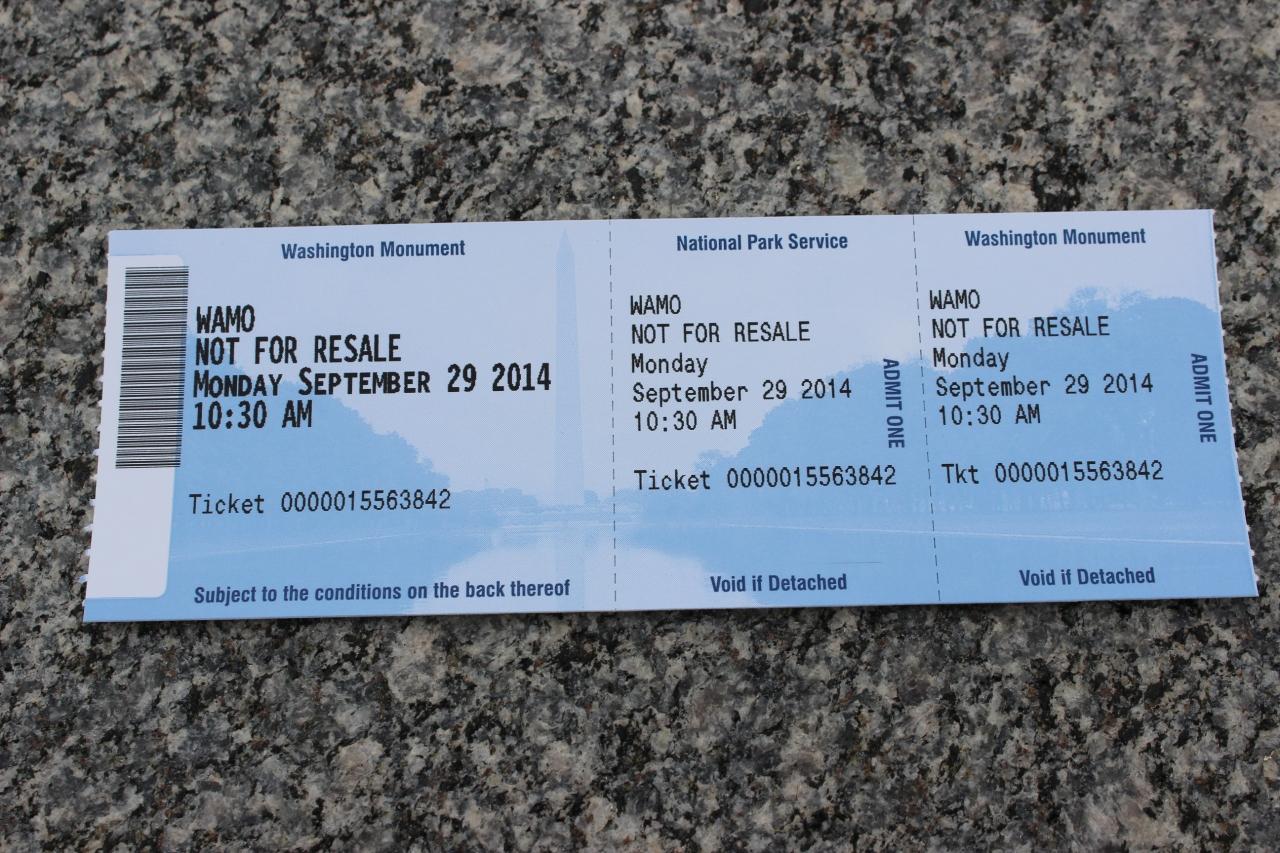 Washington Monument
WAMO
NOT FOR RESALE
MONDAY SEPTEMBER 29 2014
10:30 AM
Ticket 0000015563842
Subject to the conditions on the back thereof
National Park Service
WAMO
NOT FOR RESALE
Monday
September 29 2014
10:30 AM
Ticket 0000015563842
ADMIT ONE
Void if Detached
Washington Monument
WAMO
NOT FOR RESALE
Monday
September 29 2014
10:30 AM
Tkt 0000015563842
ADMIT ONE
Void if Detached